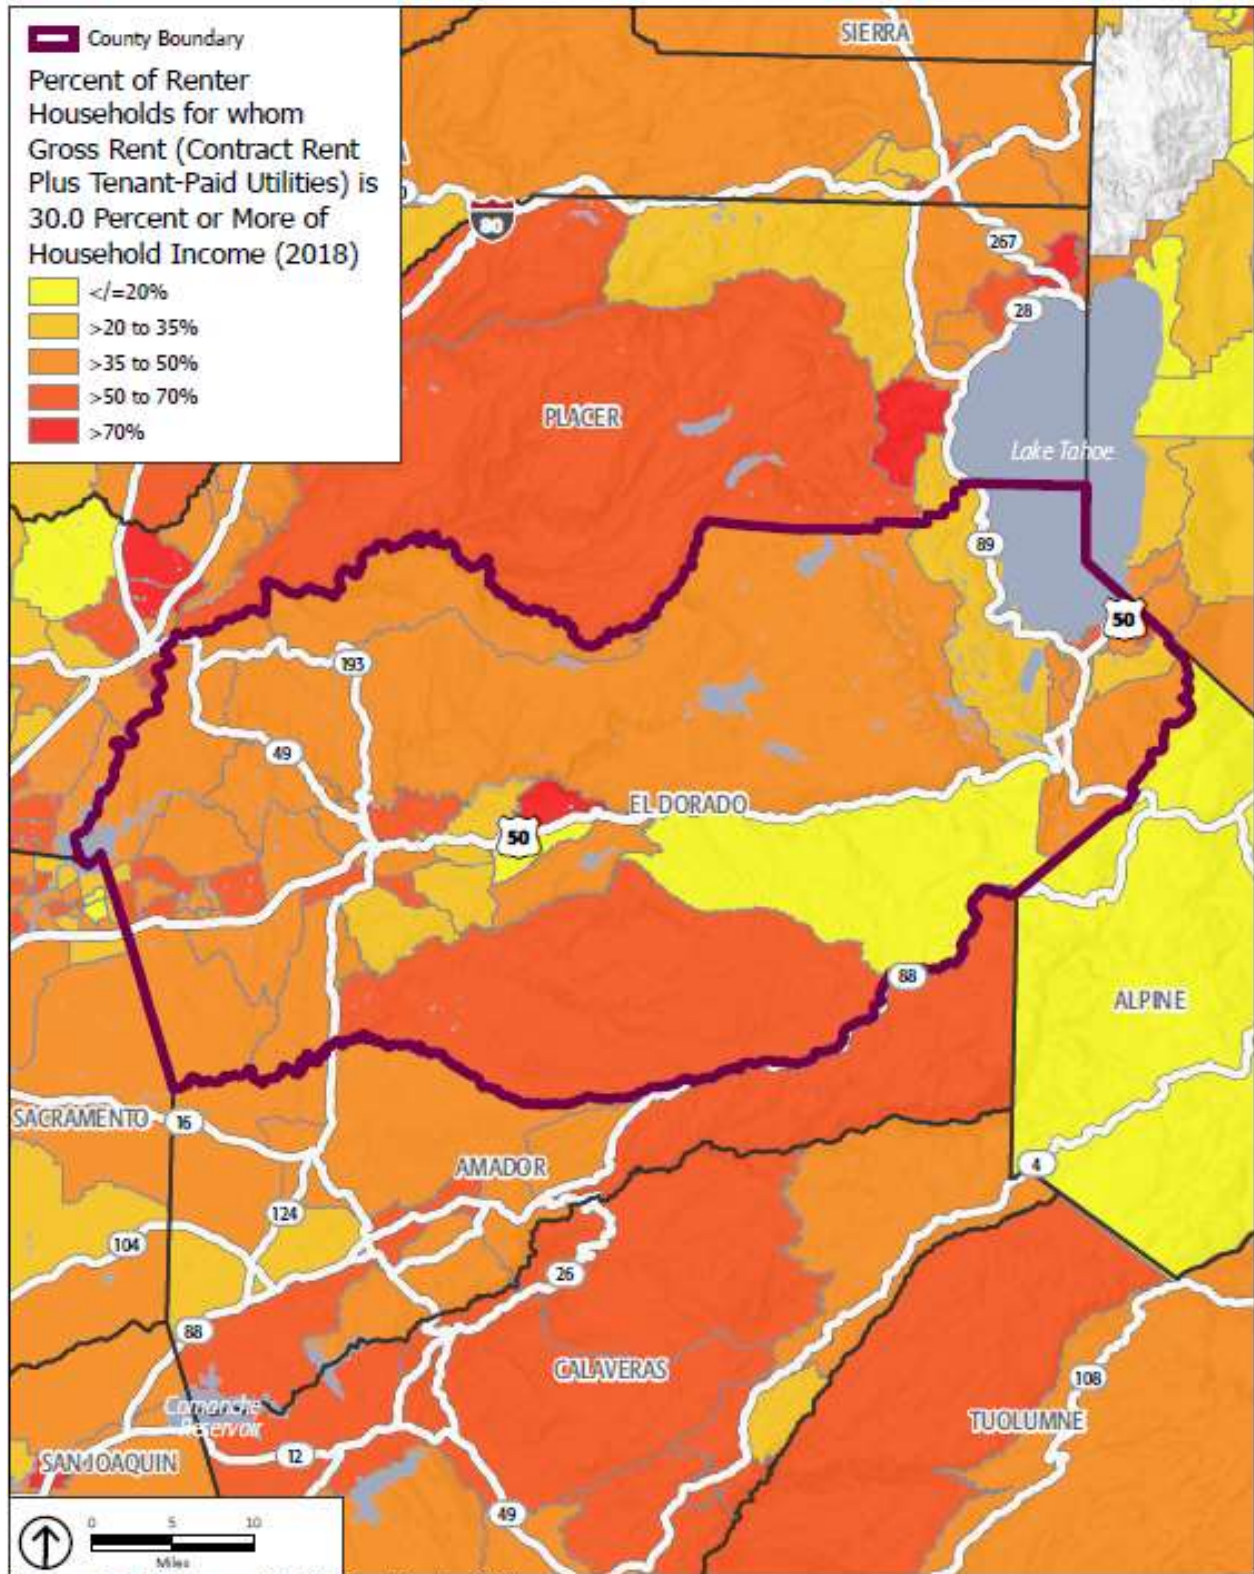 County Boundary
Percent of Renter
Households for whom
Gross Rent (Contract Rent
Plus Tenant-Paid Utilities) is
30.0 Percent or More of
Household Income (2018)
</=20%
>20 to 35%
>35 to 50%
>50 to 70%
>70%
SIERRA
80
267
28
PLACER
Lake Tahoe
89
50
193
49
EL DORADO
50
88
ALPINE
SACRAMENTO
16
AMADOR
4
124
104
26
88
CALAVERAS
108
Comanche
Reservoir
TUOLUMNE
12
SAN JOAQUIN
49
0 5 10
Miles